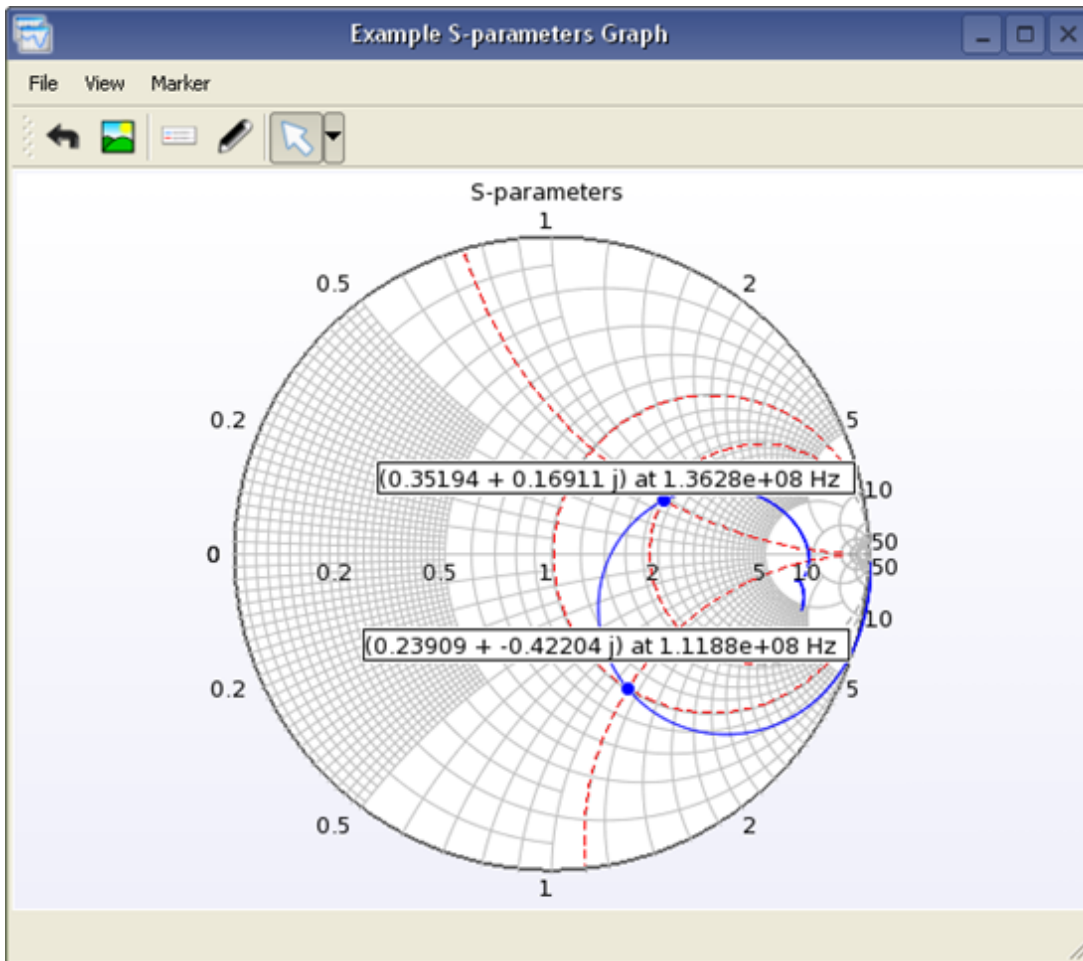 Example S-parameters Graph
File View Marker
S-parameters
1
0.5 2
0.2 5
(0.35194 + 0.16911 j) at 1.3628e+08 Hz
10
50
0 0.2 0.5 1 2 5 10 50
10
(0.23909 + -0.42204 j) at 1.1188e+08 Hz
0.2 5
0.5 2
1